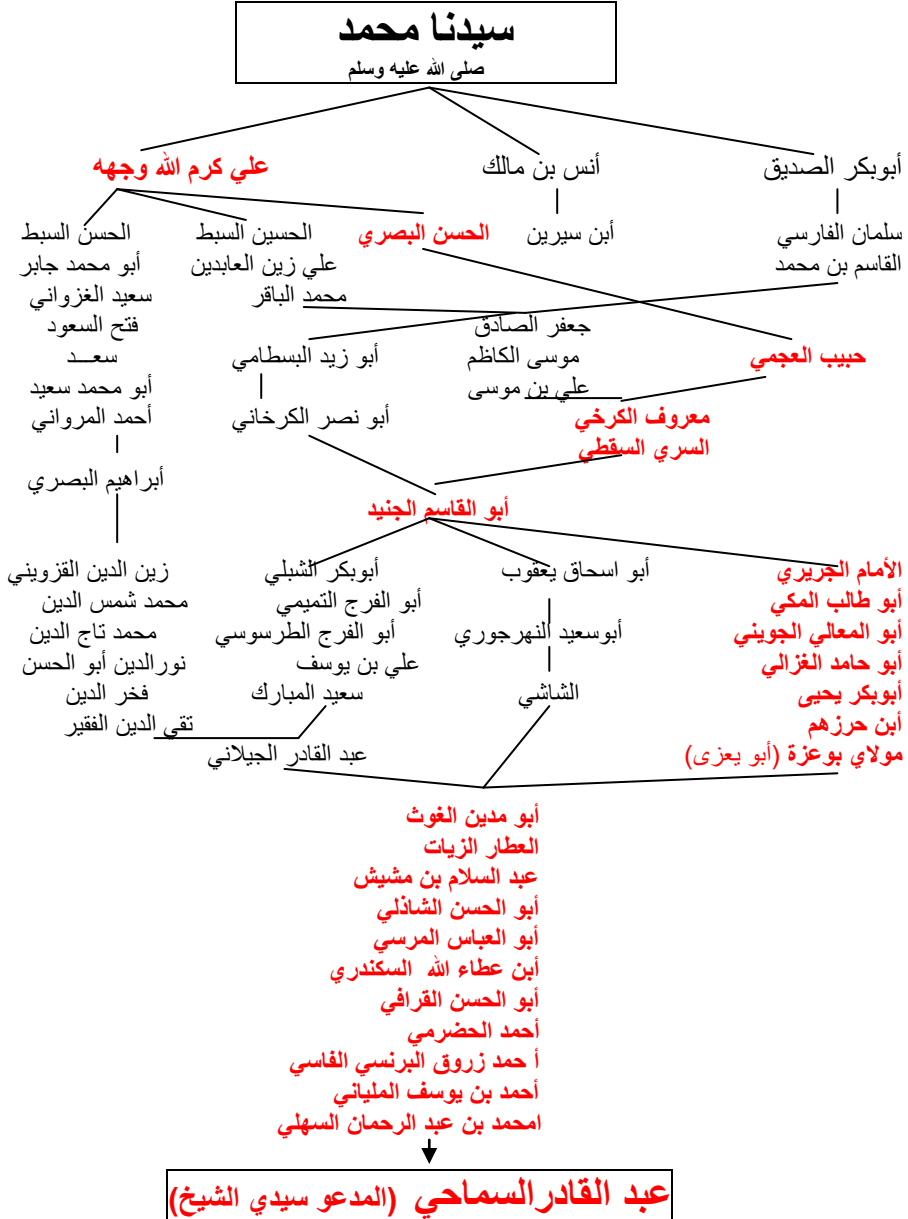 سيدنا محمد
صلى الله عليه وسلم
أبوبكر الصديق
أنس بن مالك
علي كرم الله وجهه
سلمان الفارسي
القاسم بن محمد
أبن سيرين
الحسن البصري
الحسين السبط
علي زين العابدين
محمد الباقر
الحسن السبط
أبو محمد جابر
سعيد الغزواني
فتح السعود
سعـــد
أبو محمد سعيد
أحمد المرواني
أبراهيم البصري
حبيب العجمي
جعفر الصادق
موسى الكاظم
علي بن موسى
أبو زيد البسطامي
أبو نصر الكرخاني
معروف الكرخي
السري السقطي
أبو القاسم الجنيد
الأمام الجريري
أبو طالب المكي
أبو المعالي الجويني
أبو حامد الغزالي
أبوبكر يحيى
أبن حرزهم
مولاي بوعزة (أبو يعزى)
أبو اسحاق يعقوب
أبوسعيد النهرجوري
الشاشي
أبوبكر الشبلي
أبو الفرج التميمي
أبو الفرج الطرسوسي
علي بن يوسف
سعيد المبارك
عبد القادر الجيلاني
زين الدين القزويني
محمد شمس الدين
محمد تاج الدين
نورالدين أبو الحسن
فخر الدين
تقي الدين الفقير
أبو مدين الغوث
العطار الزيات
عبد السلام بن مشيش
أبو الحسن الشاذلي
أبو العباس المرسي
أبن عطاء الله السكندري
أبو الحسن القرافي
أحمد الحضرمي
أ حمد زروق البرنسي الفاسي
أحمد بن يوسف الملياني
امحمد بن عبد الرحمان السهلي
عبد القادرالسماحي (المدعو سيدي الشيخ)